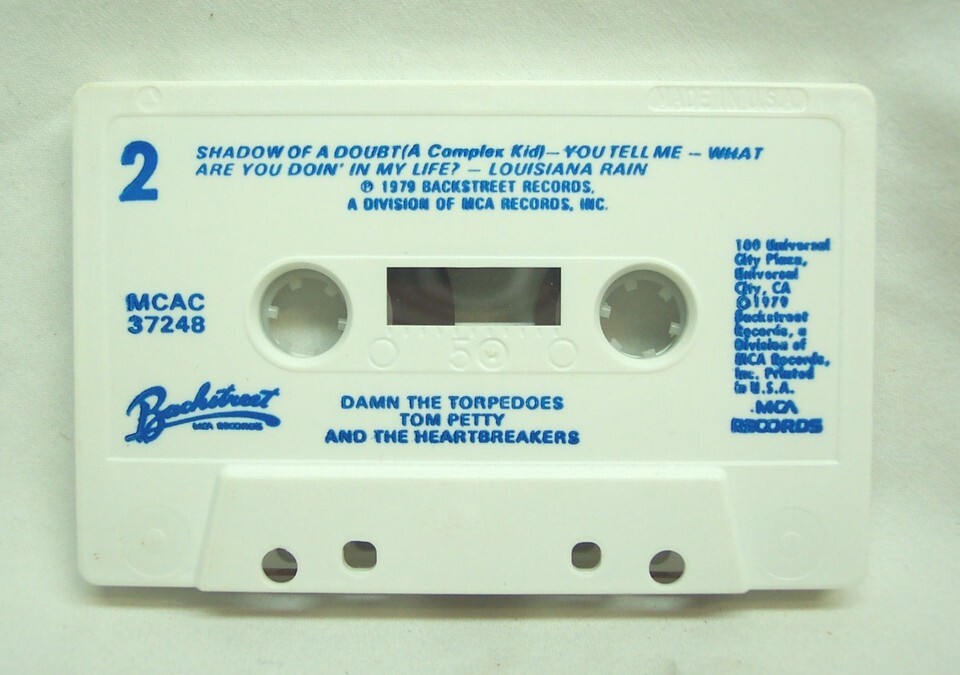 MADE IN U.S.A.
2
SHADOW OF A DOUBT (A Complex Kid) — YOU TELL ME — WHAT
ARE YOU DOIN' IN MY LIFE? — LOUISIANA RAIN
℗ 1979 BACKSTREET RECORDS,
A DIVISION OF MCA RECORDS, INC.
MCAC
37248
50
100 Universal
City Plaza,
Universal
City, CA
©1979
Backstreet
Records, a
Division of
MCA Records,
Inc. Printed
in U.S.A.
MCA
RECORDS
Backstreet
MCA RECORDS
DAMN THE TORPEDOES
TOM PETTY
AND THE HEARTBREAKERS